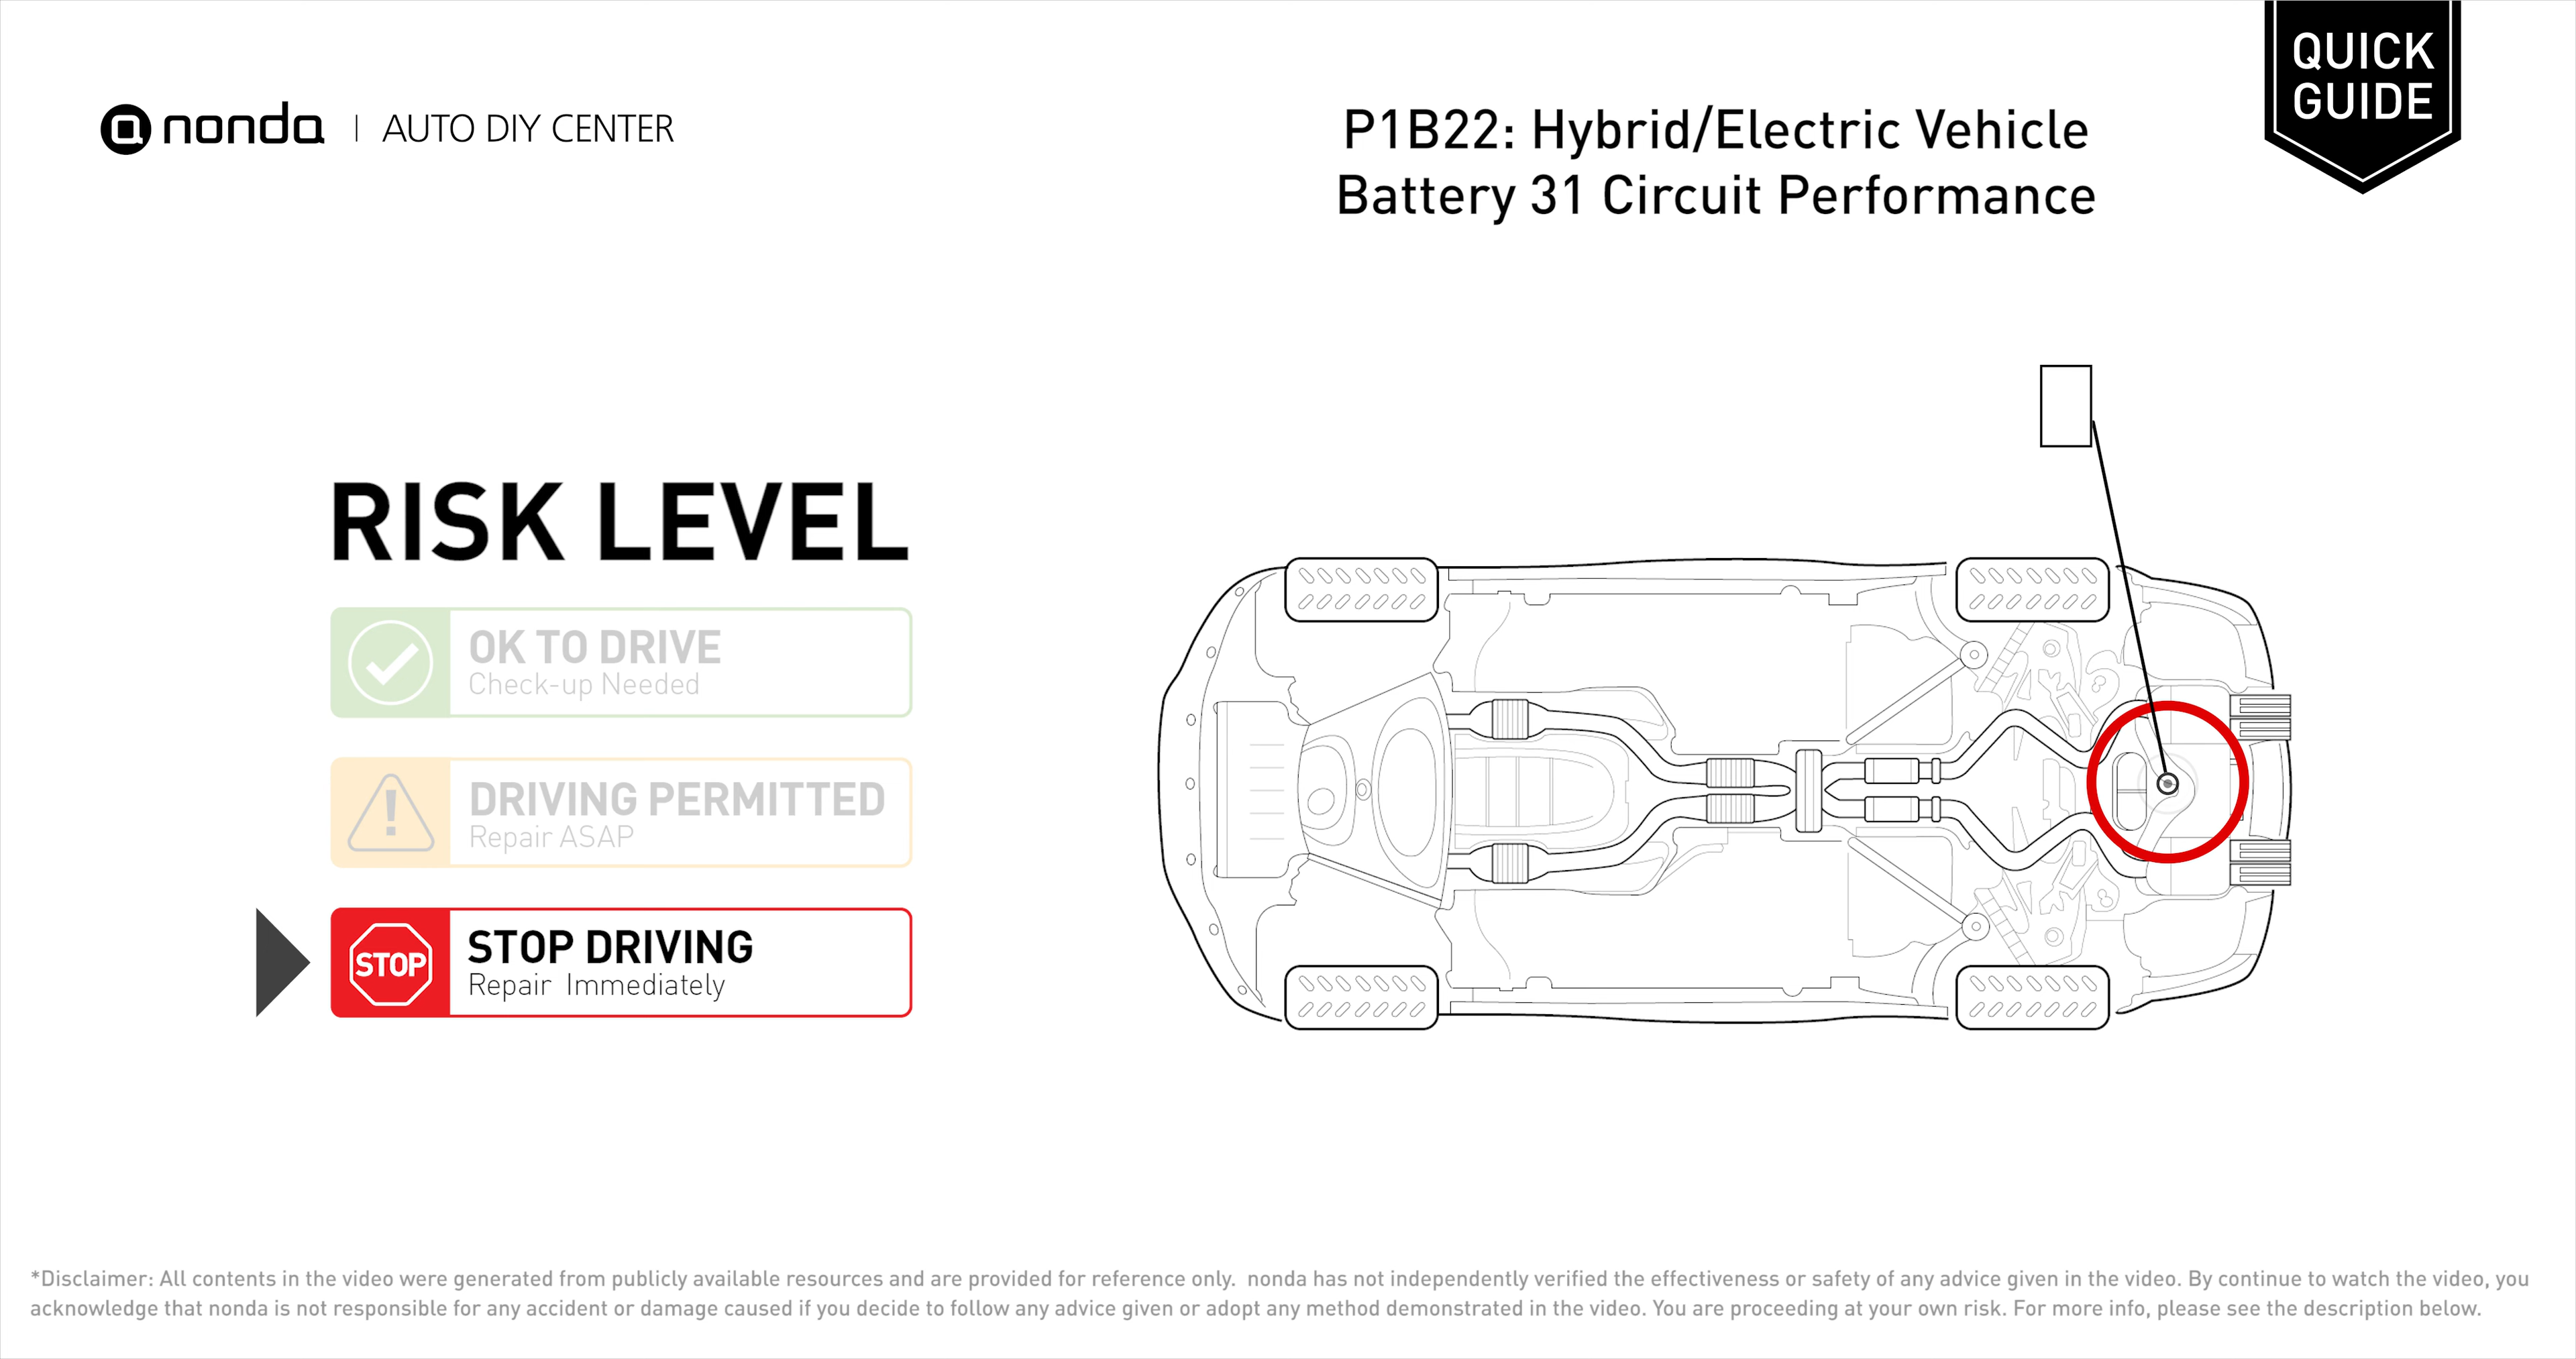 nonda | AUTO DIY CENTER
P1B22: Hybrid/Electric Vehicle
Battery 31 Circuit Performance
QUICK
GUIDE
RISK LEVEL
OK TO DRIVE
Check-up Needed
DRIVING PERMITTED
Repair ASAP
STOP
STOP DRIVING
Repair Immediately
*Disclaimer: All contents in the video were generated from publicly available resources and are provided for reference only. nonda has not independently verified the effectiveness or safety of any advice given in the video. By continue to watch the video, you
acknowledge that nonda is not responsible for any accident or damage caused if you decide to follow any advice given or adopt any method demonstrated in the video. You are proceeding at your own risk. For more info, please see the description below.